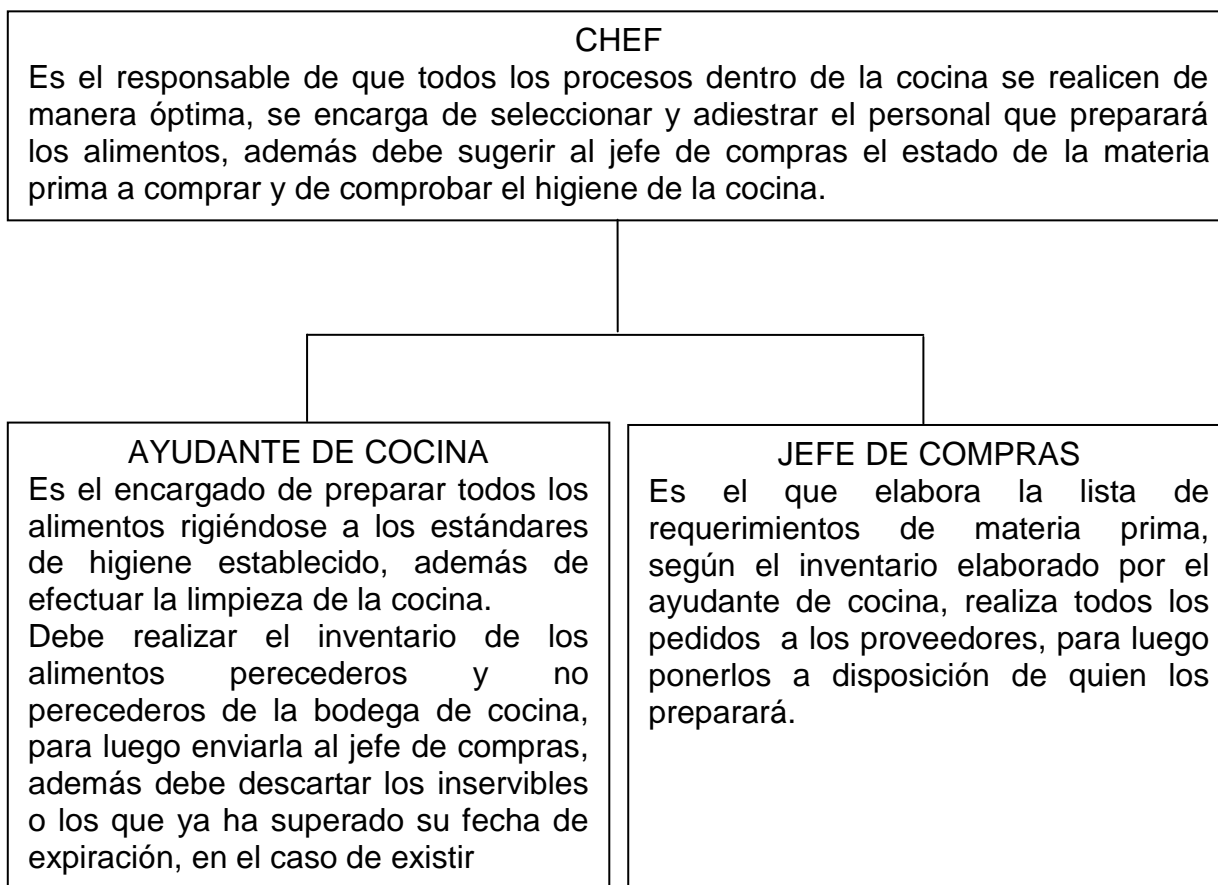 CHEF
Es el responsable de que todos los procesos dentro de la cocina se realicen de
manera óptima, se encarga de seleccionar y adiestrar el personal que preparará
los alimentos, además debe sugerir al jefe de compras el estado de la materia
prima a comprar y de comprobar el higiene de la cocina.
AYUDANTE DE COCINA
Es el encargado de preparar todos los
alimentos rigiéndose a los estándares
de higiene establecido, además de
efectuar la limpieza de la cocina.
Debe realizar el inventario de los
alimentos perecederos y no
perecederos de la bodega de cocina,
para luego enviarla al jefe de compras,
además debe descartar los inservibles
o los que ya ha superado su fecha de
expiración, en el caso de existir
JEFE DE COMPRAS
Es el que elabora la lista de
requerimientos de materia prima,
según el inventario elaborado por el
ayudante de cocina, realiza todos los
pedidos a los proveedores, para luego
ponerlos a disposición de quien los
preparará.